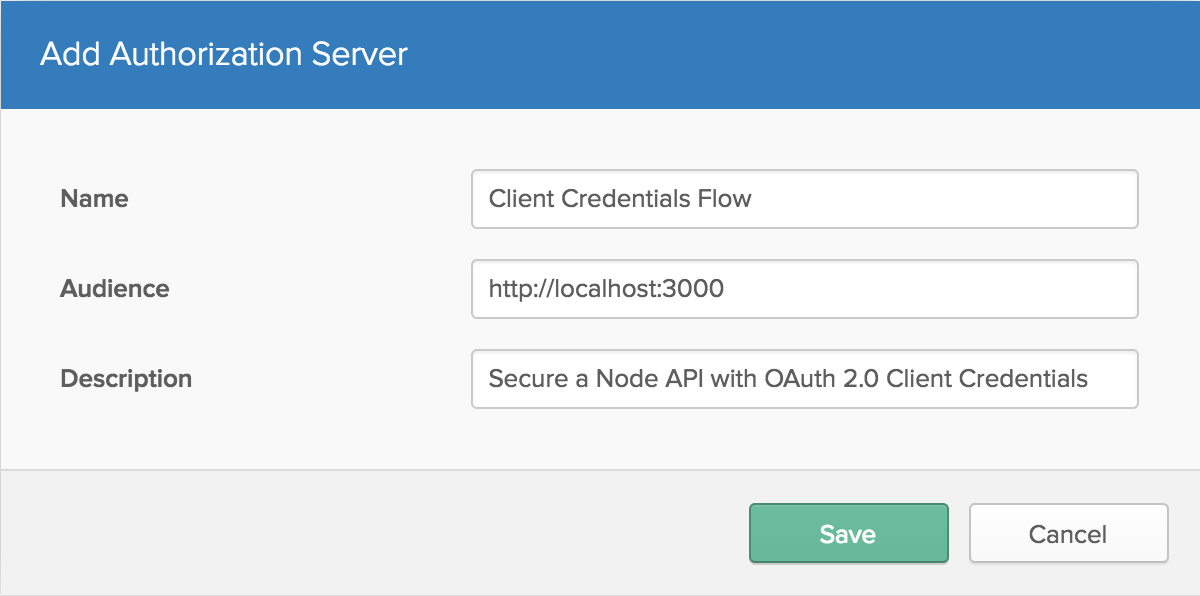 Add Authorization Server
Name
Client Credentials Flow
Audience
http://localhost:3000
Description
Secure a Node API with OAuth 2.0 Client Credentials
Save
Cancel